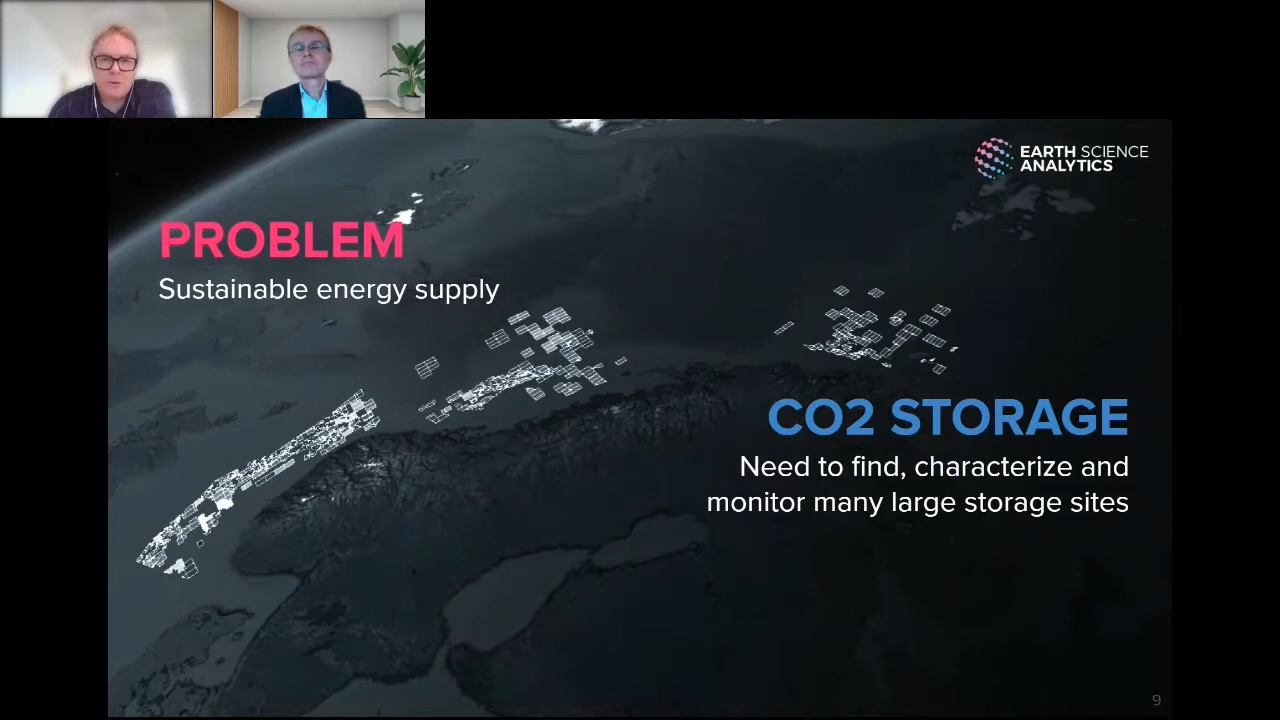 EARTH SCIENCE
ANALYTICS
PROBLEM
Sustainable energy supply
CO2 STORAGE
Need to find, characterize and
monitor many large storage sites
9